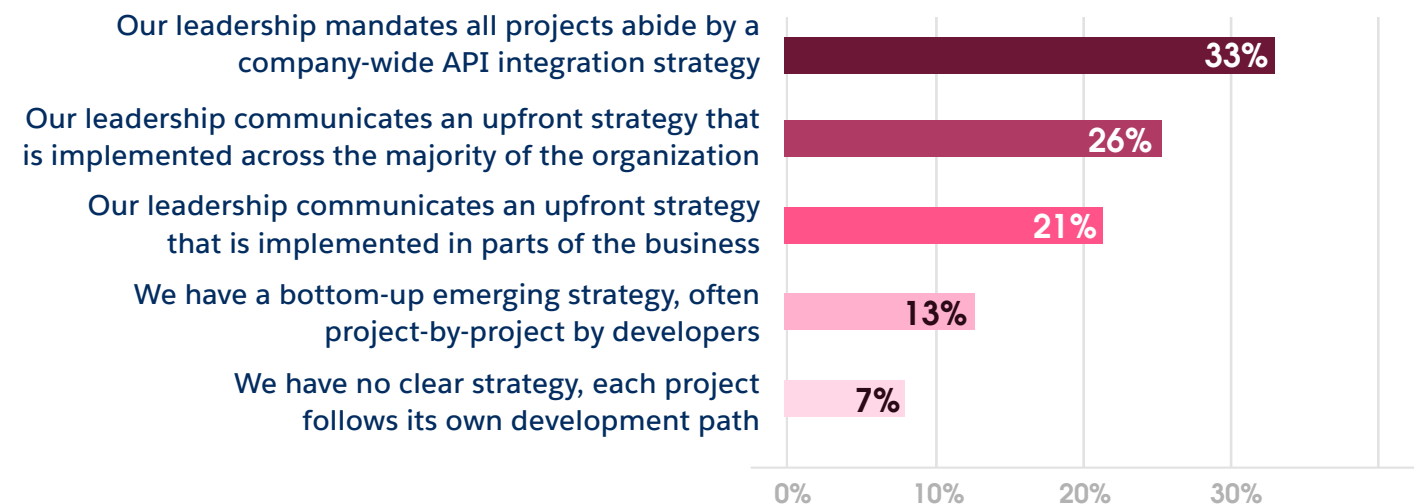 Our leadership mandates all projects abide by a
company-wide API integration strategy
33%
Our leadership communicates an upfront strategy that
is implemented across the majority of the organization
26%
Our leadership communicates an upfront strategy
that is implemented in parts of the business
21%
We have a bottom-up emerging strategy, often
project-by-project by developers
13%
We have no clear strategy, each project
follows its own development path
7%
0% 10% 20% 30%